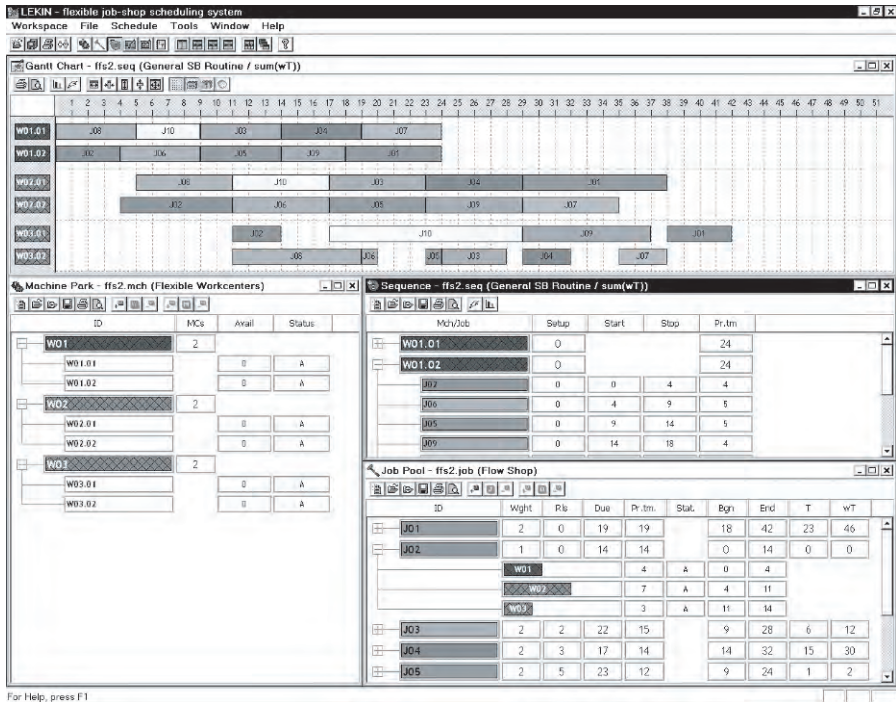 LEKIN - flexible job-shop scheduling system
Workspace File Schedule Tools Window Help
Gantt Chart - ffs2.seq (General SB Routine / sum(wT))
1 2 3 4 5 6 7 8 9 10 11 12 13 14 15 16 17 18 19 20 21 22 23 24 25 26 27 28 29 30 31 32 33 34 35 36 37 38 39 40 41 42 43 44 45 46 47 48 49 50 51
W01.01 J08 J10 J03 J04 J07
W01.02 J02 J06 J05 J09 J01
W02.01 J08 J10 J03 J04 J01
W02.02 J02 J06 J05 J09 J07
W03.01 J02 J10 J09 J01
W03.02 J08 J06 J05 J03 J04 J07
Machine Park - ffs2.mch (Flexible Workcenters)
ID MCs Avail Status
W01 2
W01.01 0 A
W01.02 0 A
W02 2
W02.01 0 A
W02.02 0 A
W03 2
W03.01 0 A
W03.02 0 A
Sequence - ffs2.seq (General SB Routine / sum(wT))
Mch/Job Setup Start Stop Pr.tm
W01.01 0 24
W01.02 0 24
J02 0 0 4 4
J06 0 4 9 5
J05 0 9 14 5
J09 0 14 18 4
Job Pool - ffs2.job (Flow Shop)
ID Wght Rls Due Pr.tm. Stat. Bgn End T wT
J01 2 0 19 19 18 42 23 46
J02 1 0 14 14 0 14 0 0
W01 4 A 0 4
W02 7 A 4 11
W03 3 A 11 14
J03 2 2 22 15 9 28 6 12
J04 2 3 17 14 14 32 15 30
J05 2 5 23 12 9 24 1 2
For Help, press F1